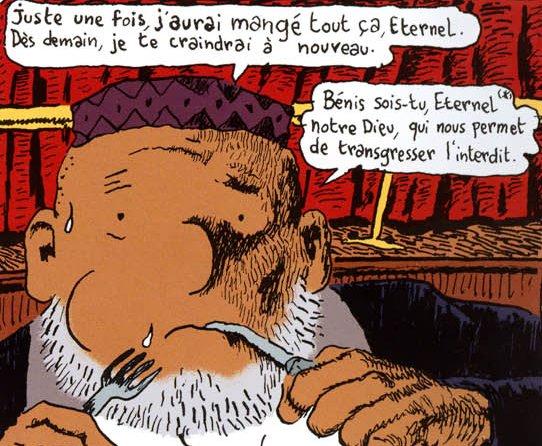 Juste une fois, j'aurai mangé tout ça, Eternel.
Dès demain, je te craindrai à nouveau.
Bénis sois-tu, Eternel (*)
notre Dieu, qui nous permet
de transgresser l'interdit.